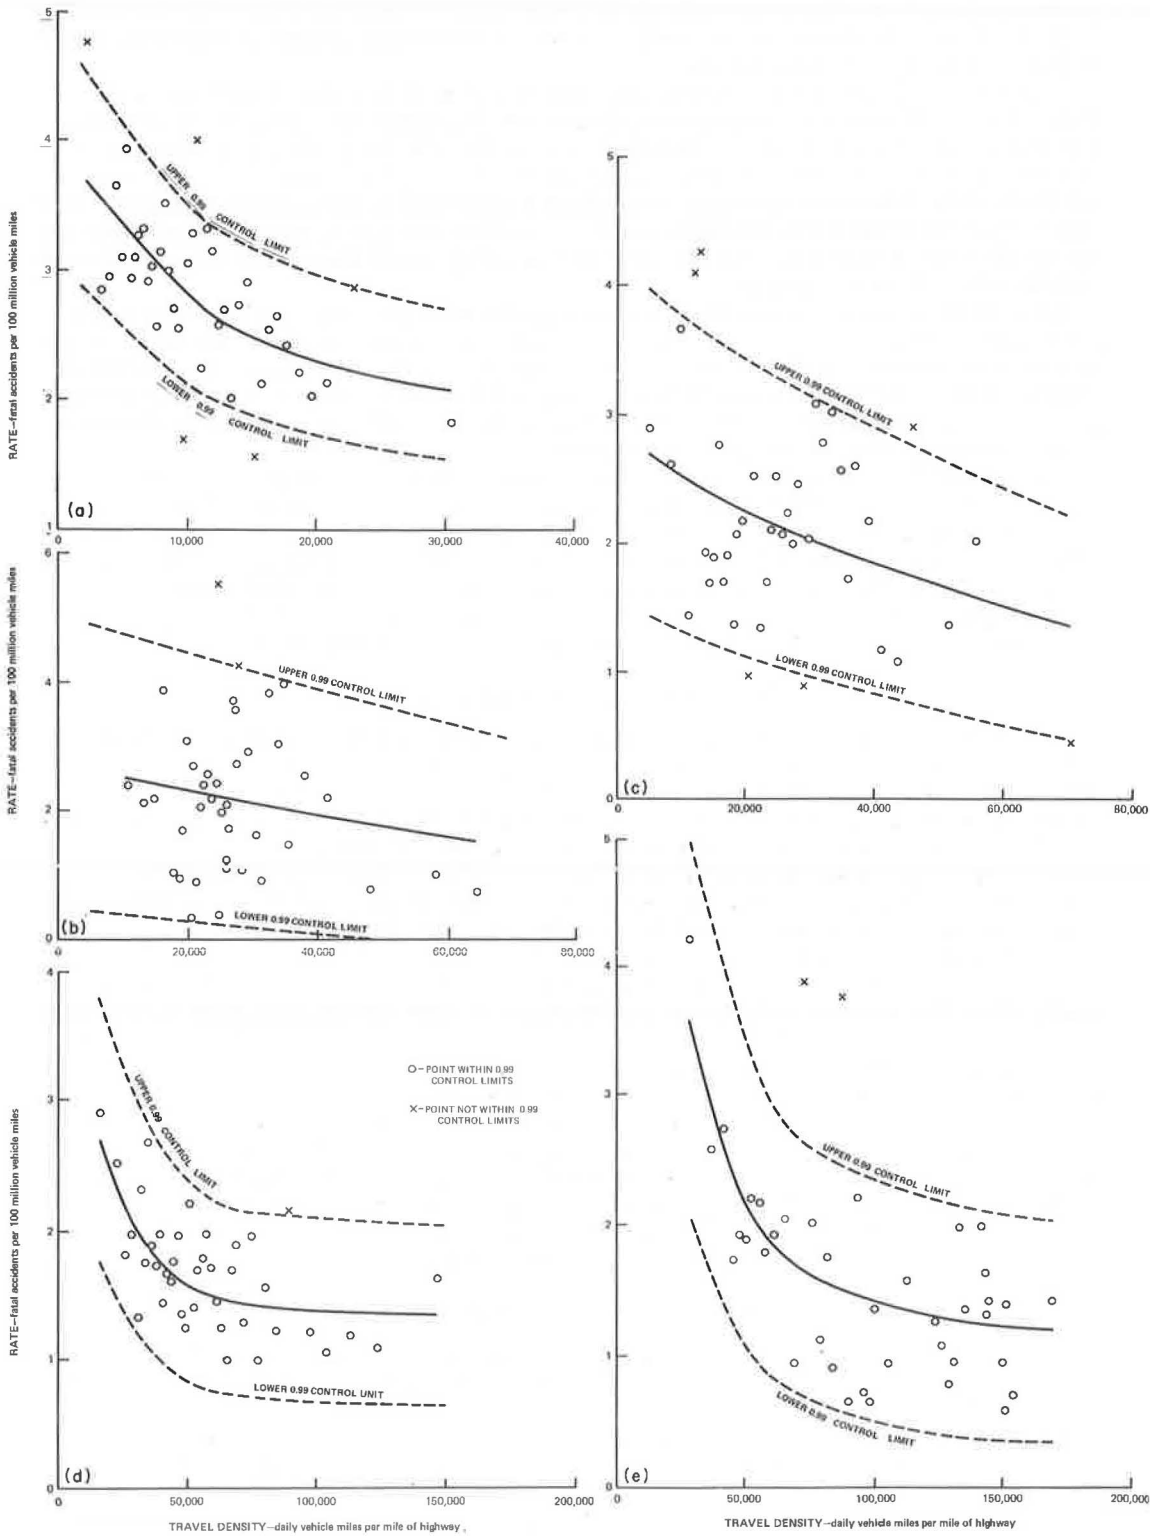 5
4
3
2
1
RATE—fatal accidents per 100 million vehicle miles
UPPER 0.99 CONTROL LIMIT
LOWER 0.99 CONTROL LIMIT
(a)
10,000
20,000
30,000
40,000
0
6
4
2
0
RATE—fatal accidents per 100 million vehicle miles
UPPER 0.99 CONTROL LIMIT
LOWER 0.99 CONTROL LIMIT
(b)
0
20,000
40,000
60,000
80,000
5
4
3
2
1
0
UPPER 0.99 CONTROL LIMIT
LOWER 0.99 CONTROL LIMIT
(c)
0
20,000
40,000
60,000
80,000
4
3
2
1
0
RATE—fatal accidents per 100 million vehicle miles
UPPER 0.99 CONTROL LIMIT
LOWER 0.99 CONTROL UNIT
O—POINT WITHIN 0.99
CONTROL LIMITS
X—POINT NOT WITHIN 0.99
CONTROL LIMITS
(d)
0
50,000
100,000
150,000
200,000
TRAVEL DENSITY—daily vehicle miles per mile of highway
5
4
3
2
1
0
UPPER 0.99 CONTROL LIMIT
LOWER 0.99 CONTROL LIMIT
(e)
0
50,000
100,000
150,000
200,000
TRAVEL DENSITY—daily vehicle miles per mile of highway